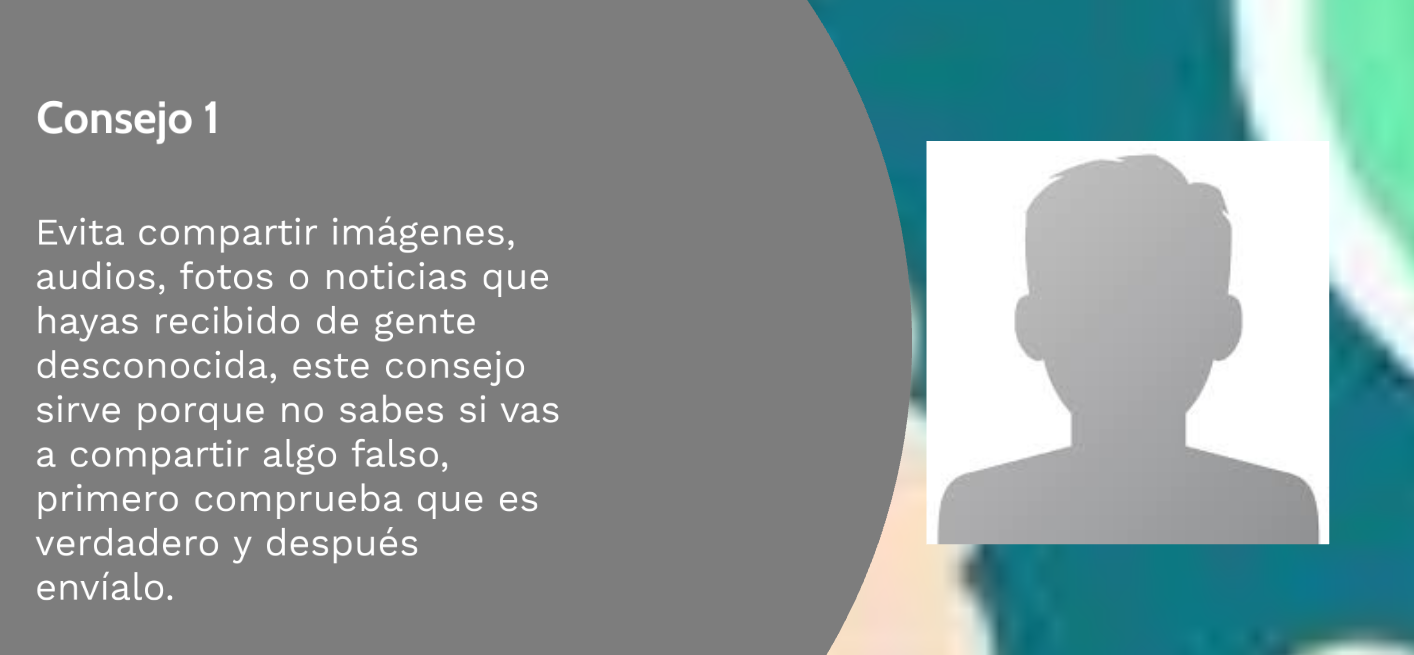 Consejo 1
Evita compartir imágenes,
audios, fotos o noticias que
hayas recibido de gente
desconocida, este consejo
sirve porque no sabes si vas
a compartir algo falso,
primero comprueba que es
verdadero y después
envíalo.